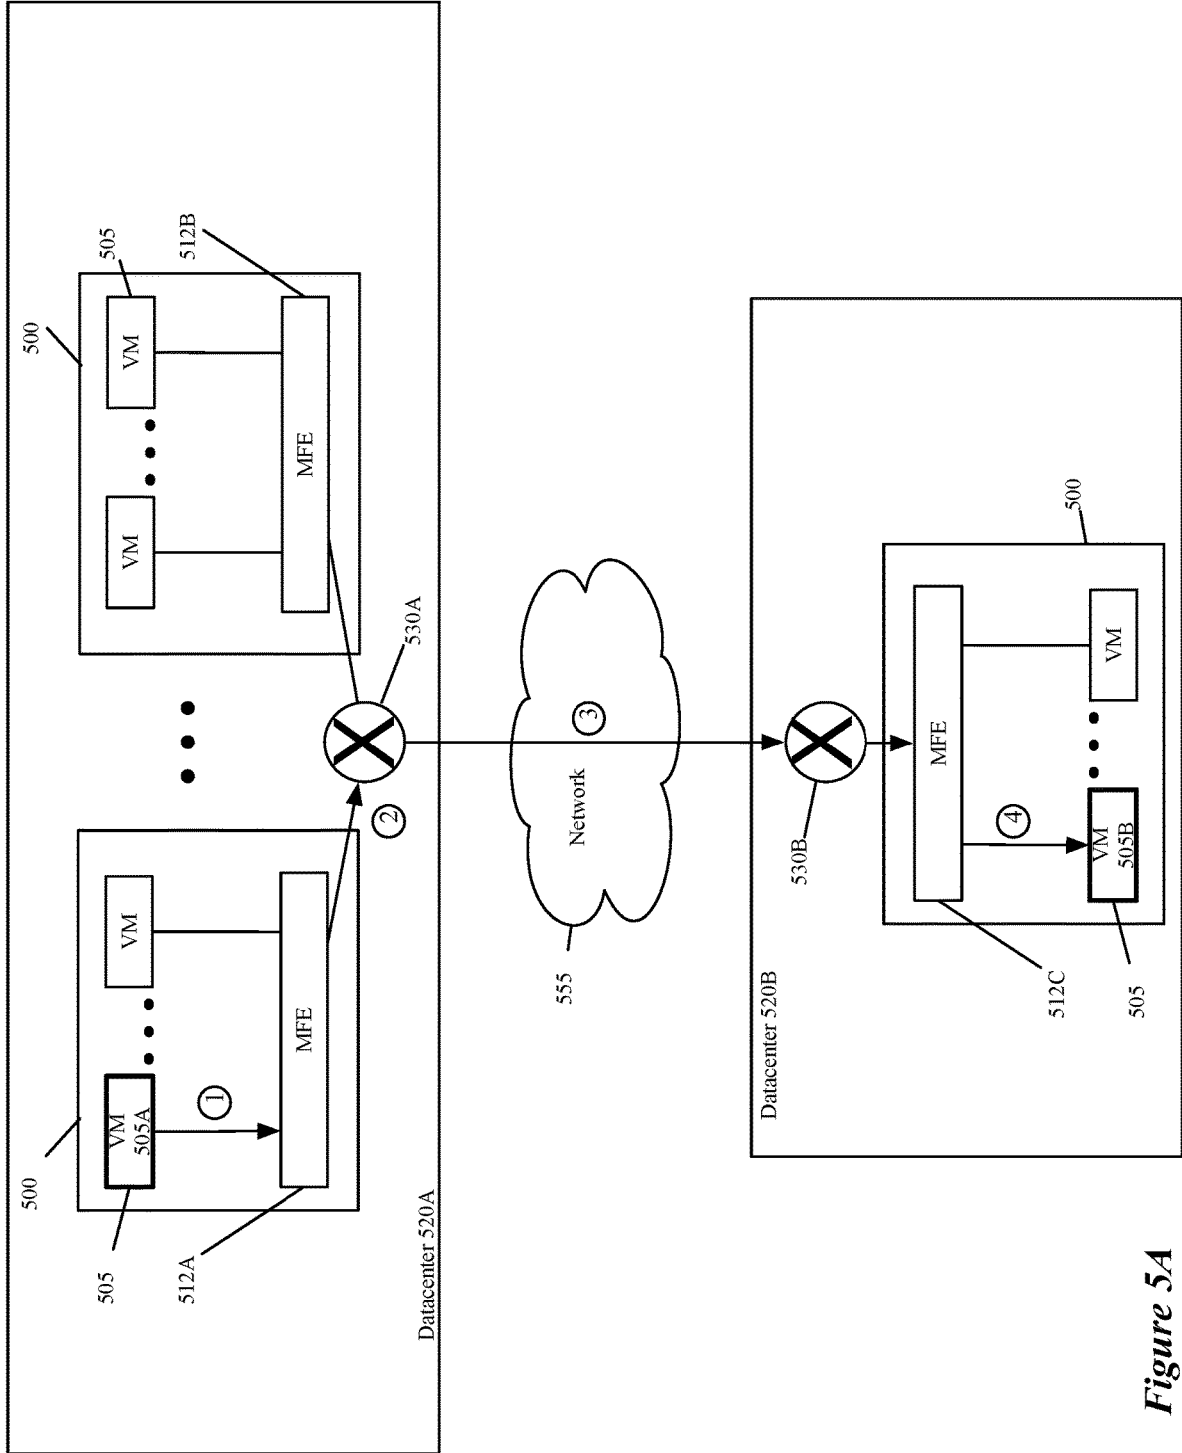 500
500
505
VM
505A
VM
VM
VM
505
512A
1
512B
MFE
MFE
2
530A
Datacenter 520A
555
Network
3
Datacenter 520B
530B
MFE
4
512C
500
505
VM
505B
VM
Figure 5A